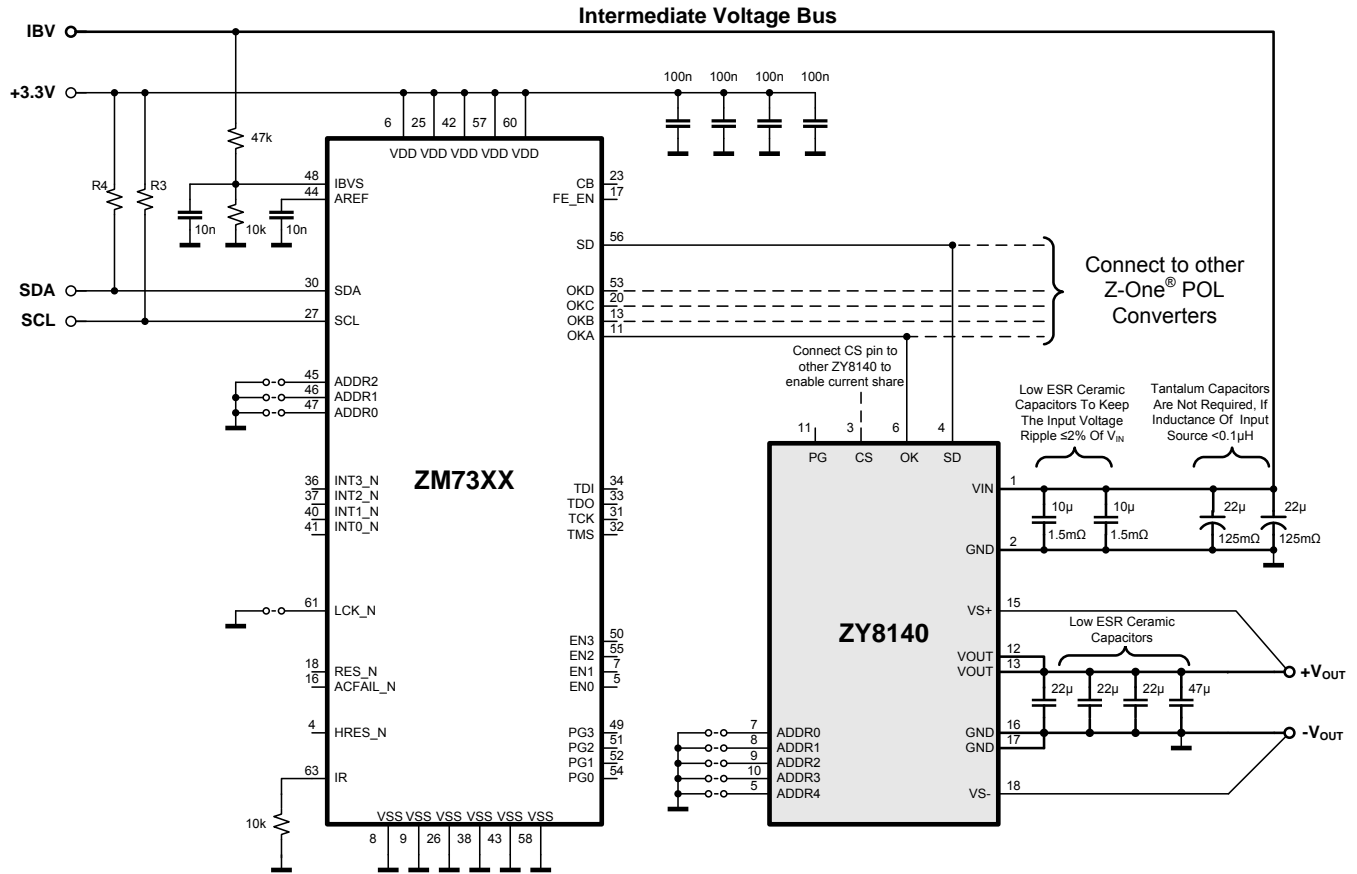 Intermediate Voltage Bus
IBV
+3.3V
100n 100n 100n 100n
6 25 42 57 60
VDD VDD VDD VDD VDD
47k
R4 R3
48 IBVS
44 AREF
10n 10k 10n
CB 23
FE_EN 17
SD 56
SDA 30 SDA
SCL 27 SCL
OKD 53
OKC 20
OKB 13
OKA 11
Connect to other
Z-One® POL
Converters
45 ADDR2
46 ADDR1
47 ADDR0
Connect CS pin to
other ZY8140 to
enable current share
Low ESR Ceramic
Capacitors To Keep
The Input Voltage
Ripple ≤2% Of VIN
Tantalum Capacitors
Are Not Required, If
Inductance Of Input
Source <0.1µH
11 3 6 4
PG CS OK SD
ZM73XX
36 INT3_N
37 INT2_N
40 INT1_N
41 INT0_N
TDI 34
TDO 33
TCK 31
TMS 32
VIN 1
10µ 10µ 22µ 22µ
1.5mΩ 1.5mΩ 125mΩ 125mΩ
GND 2
61 LCK_N
ZY8140
VS+ 15
Low ESR Ceramic
Capacitors
EN3 50
EN2 55
EN1 7
EN0 5
VOUT 12
VOUT 13
+VOUT
22µ 22µ 22µ 47µ
18 RES_N
16 ACFAIL_N
4 HRES_N
PG3 49
PG2 51
PG1 52
PG0 54
7 ADDR0
8 ADDR1
9 ADDR2
10 ADDR3
5 ADDR4
GND 16
GND 17
-VOUT
VS- 18
63 IR
10k
VSS VSS VSS VSS VSS VSS
8 9 26 38 43 58